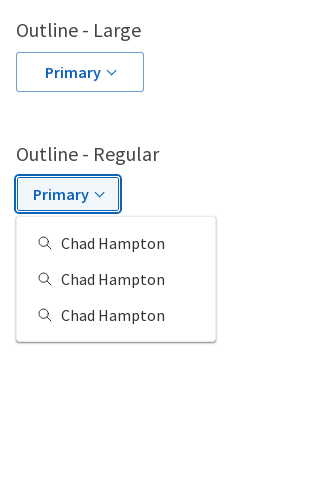 Outline - Large
Primary
Outline - Regular
Primary
Chad Hampton
Chad Hampton
Chad Hampton